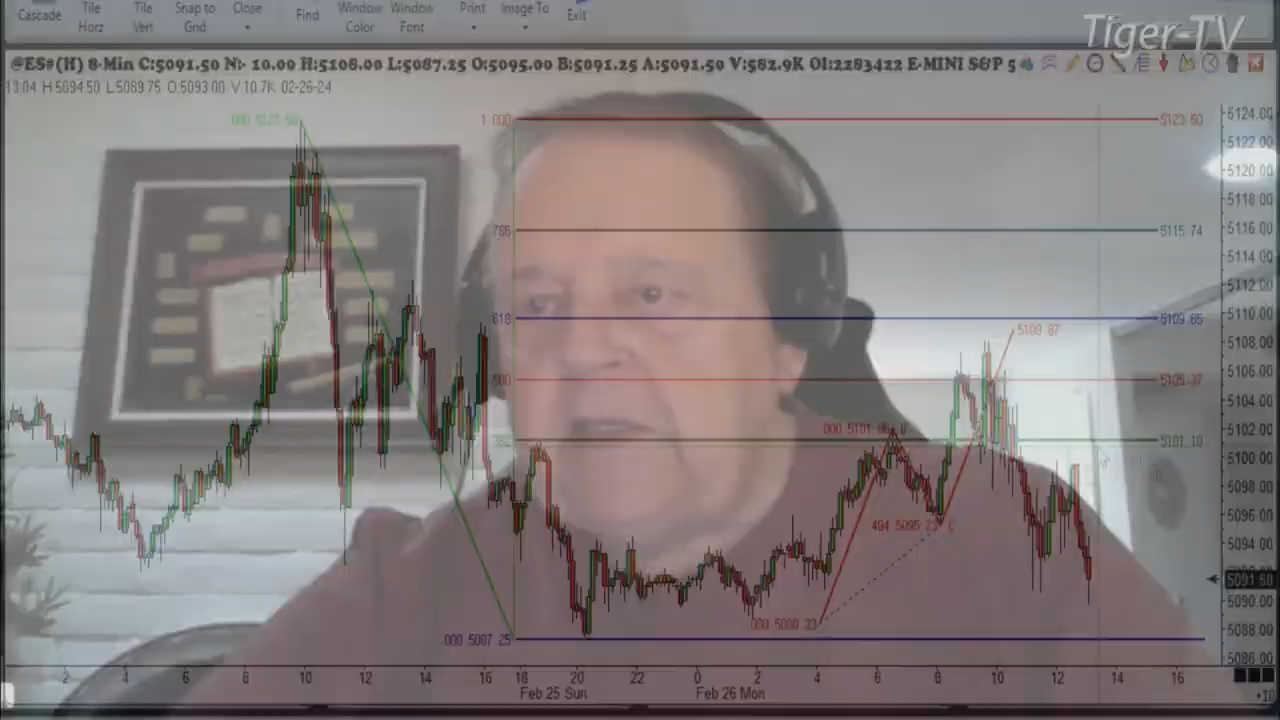 Cascade
Tile Horz
Tile Vert
Snap to Grid
Close
Find
Window Color
Window Font
Print
Image To
Exit
Tiger-TV
@ES#(H) 8-Min C:5091.50 N:- 10.00 H:5108.00 L:5087.25 O:5095.00 B:5091.25 A:5091.50 V:582.9K OI:2283422 E-MINI S&P 5
13:04 H 5094.50 L 5089.75 O 5093.00 V 10.7K 02-26-24
5124.00
000 5123.50
1.000
5123.50
5122.00
5120.00
5118.00
5116.00
5115.74
5114.00
5112.00
5110.00
618
5109.65
5108.87
5108.00
5106.00
500
5105.37
5104.00
5102.00
382
5101.10
5100.00
5098.00
5096.00
494 5095.23 C
5094.00
5091.50
5090.00
5088.00
000 5087.25
5086.00
2 4 6 8 10 12 14 16 18 20 22 0 2 4 6 8 10 12 14 16
Feb 25 Sun
Feb 26 Mon